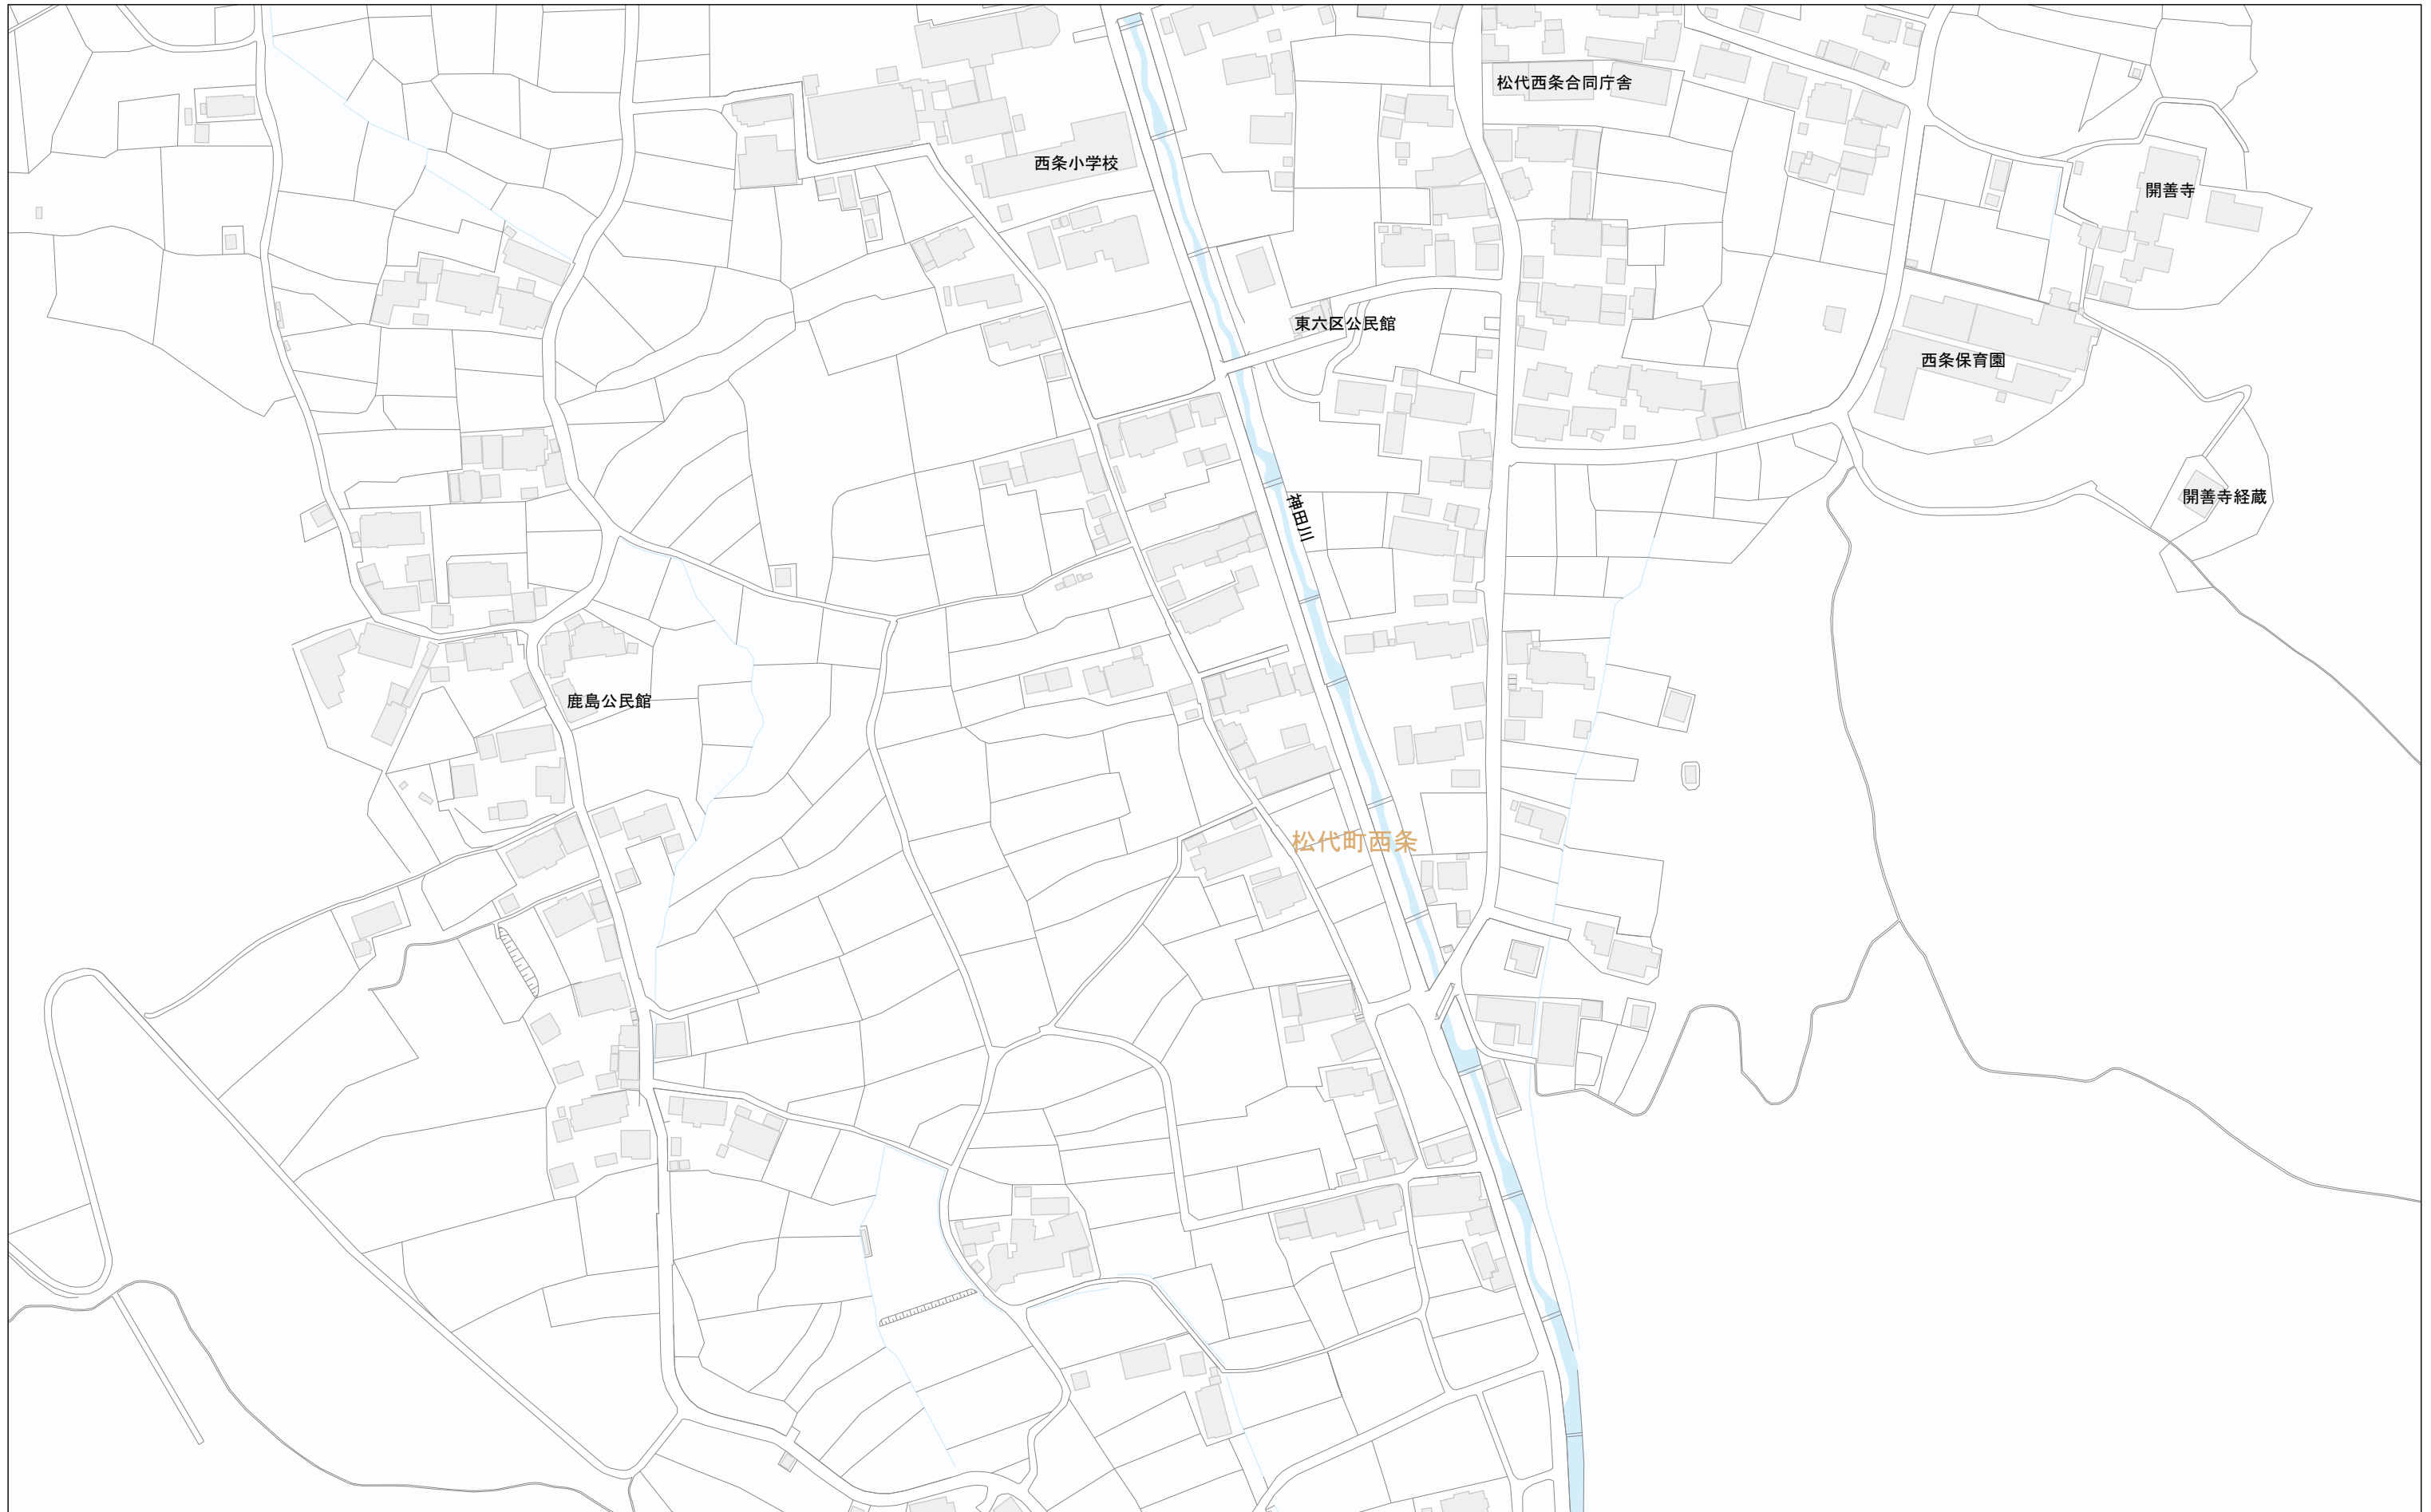 松代西条合同庁舎
西条小学校
開善寺
東六区公民館
西条保育園
開善寺経蔵
神田川
鹿島公民館
松代町西条